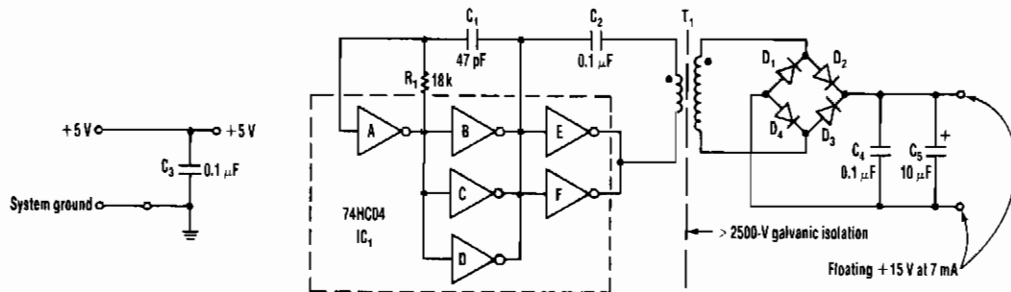 +5 V
+5 V
C3
0.1 μF
System ground
C1
47 pF
R1
18k
A
B
C
D
E
F
74HC04
IC1
C2
0.1 μF
T1
> 2500-V galvanic isolation
D1
D2
D4
D3
C4
0.1 μF
C5
+
10 μF
Floating +15 V at 7 mA